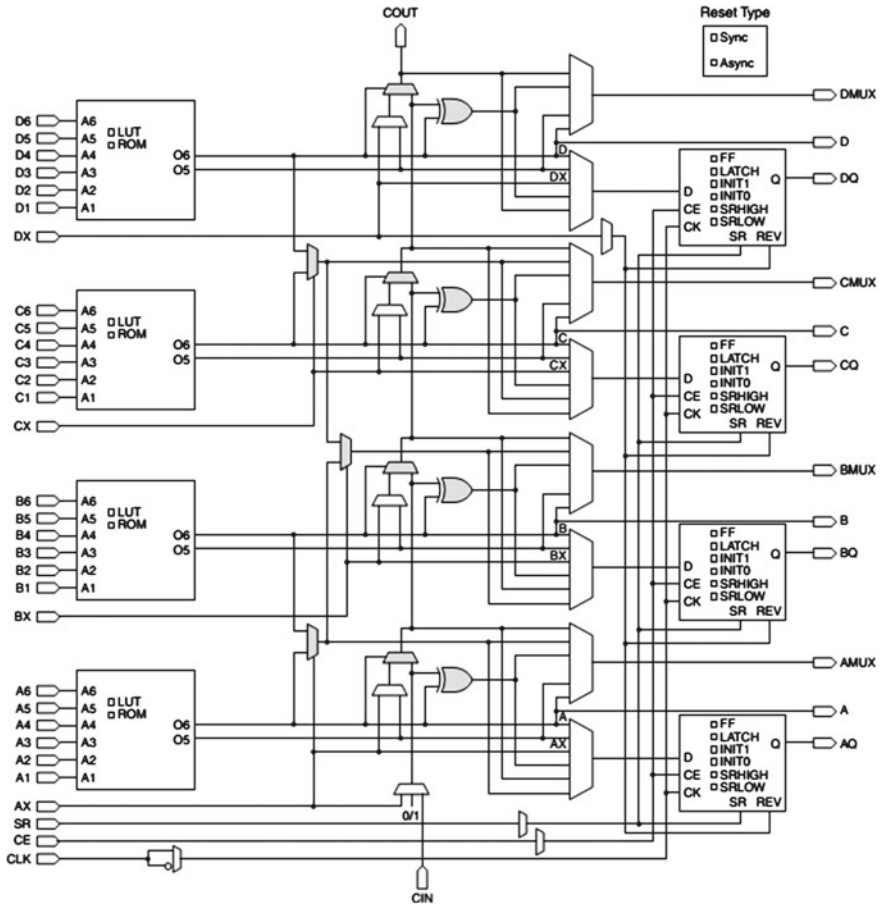 COUT
Reset Type
Sync
Async
DMUX
D
DQ
D6
D5
D4
D3
D2
D1
DX
A6
A5
A4
A3
A2
A1
LUT
ROM
O6
O5
D
DX
D
CE
CK
FF
LATCH
INIT1
INIT0
SRHIGH
SRLOW
SR REV
Q
CMUX
C
CQ
C6
C5
C4
C3
C2
C1
CX
A6
A5
A4
A3
A2
A1
LUT
ROM
O6
O5
C
CX
D
CE
CK
FF
LATCH
INIT1
INIT0
SRHIGH
SRLOW
SR REV
Q
BMUX
B
BQ
B6
B5
B4
B3
B2
B1
BX
A6
A5
A4
A3
A2
A1
LUT
ROM
O6
O5
B
BX
D
CE
CK
FF
LATCH
INIT1
INIT0
SRHIGH
SRLOW
SR REV
Q
AMUX
A
AQ
A6
A5
A4
A3
A2
A1
AX
A6
A5
A4
A3
A2
A1
LUT
ROM
O6
O5
A
AX
D
CE
CK
FF
LATCH
INIT1
INIT0
SRHIGH
SRLOW
SR REV
Q
0/1
SR
CE
CLK
CIN